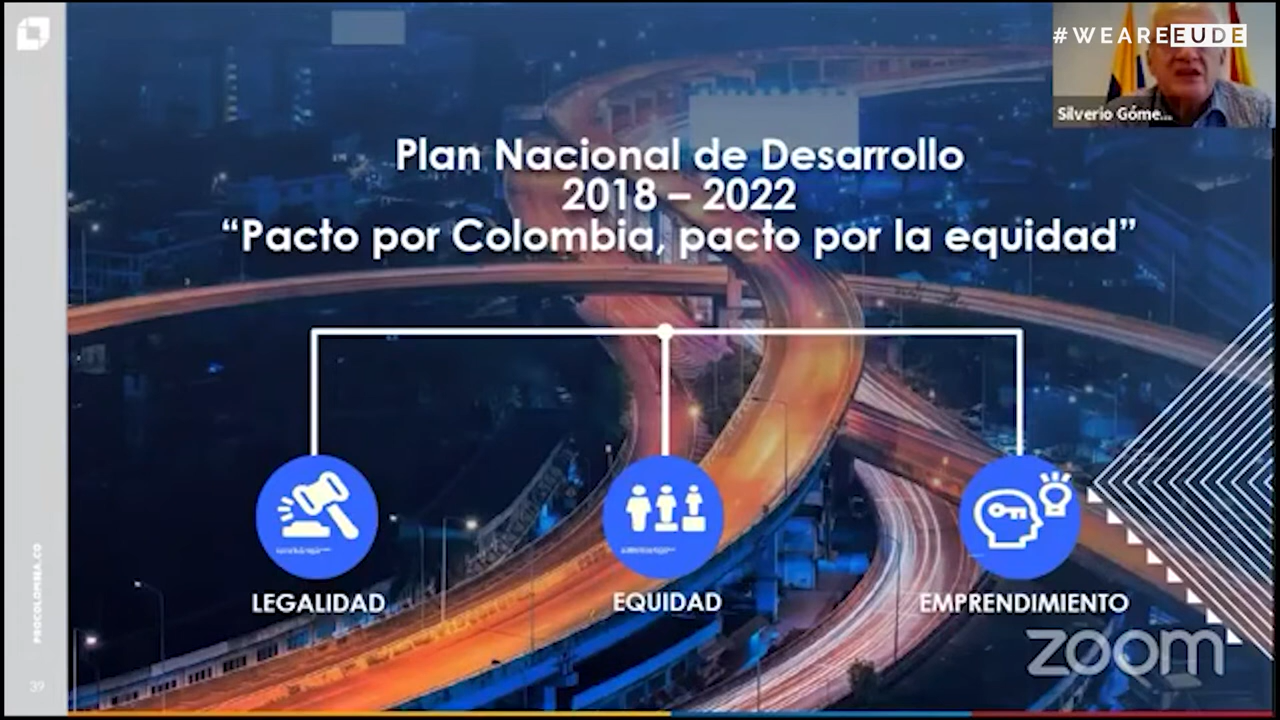 #WEAREEUDE
Silverio Góme...
Plan Nacional de Desarrollo
2018 – 2022
“Pacto por Colombia, pacto por la equidad”
LEGALIDAD
EQUIDAD
EMPRENDIMIENTO
zoom
PROCOLOMBIA.CO
39